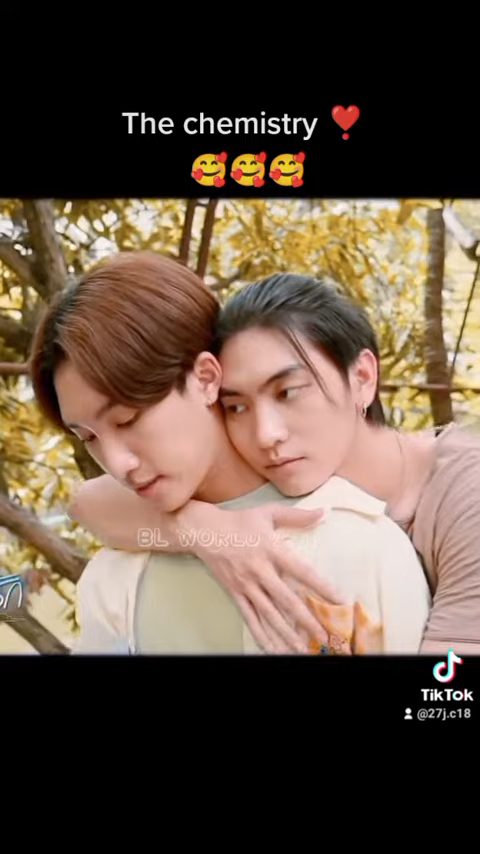 The chemistry ❣️
🥰🥰🥰
BL WORLD
TikTok
@27j.c18